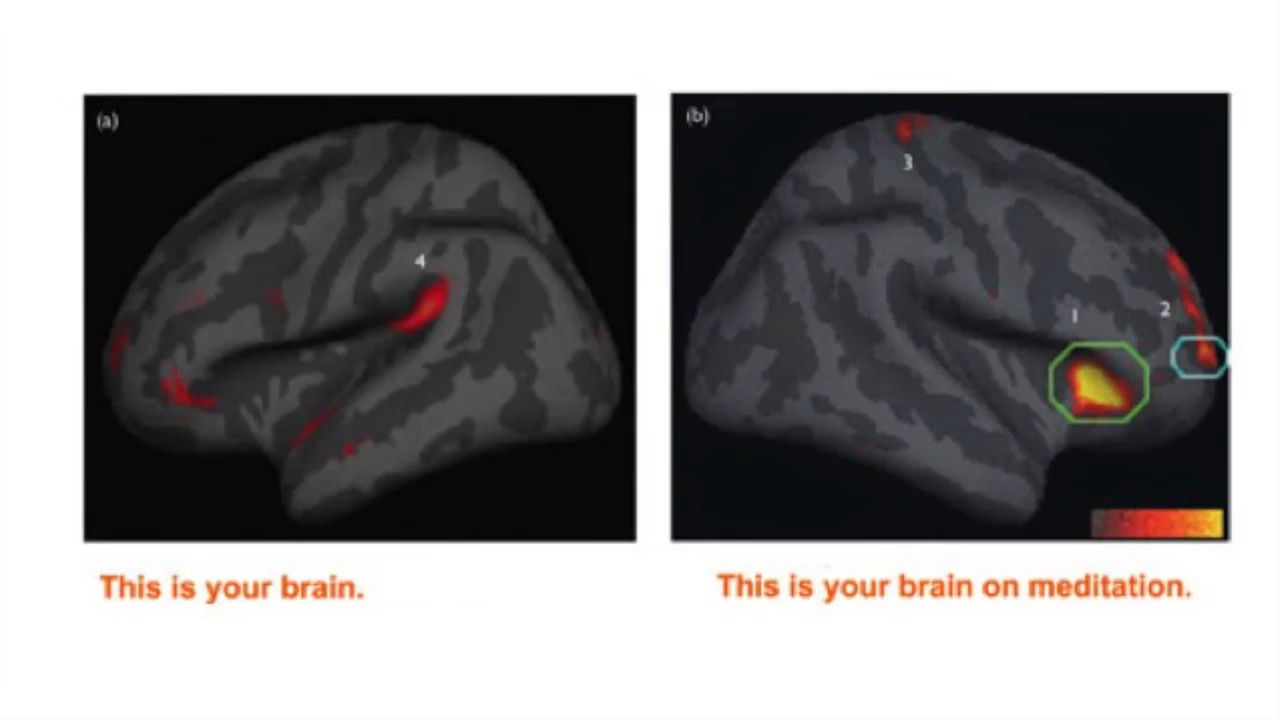 (a)
4
(b)
3
1
2
This is your brain.
This is your brain on meditation.